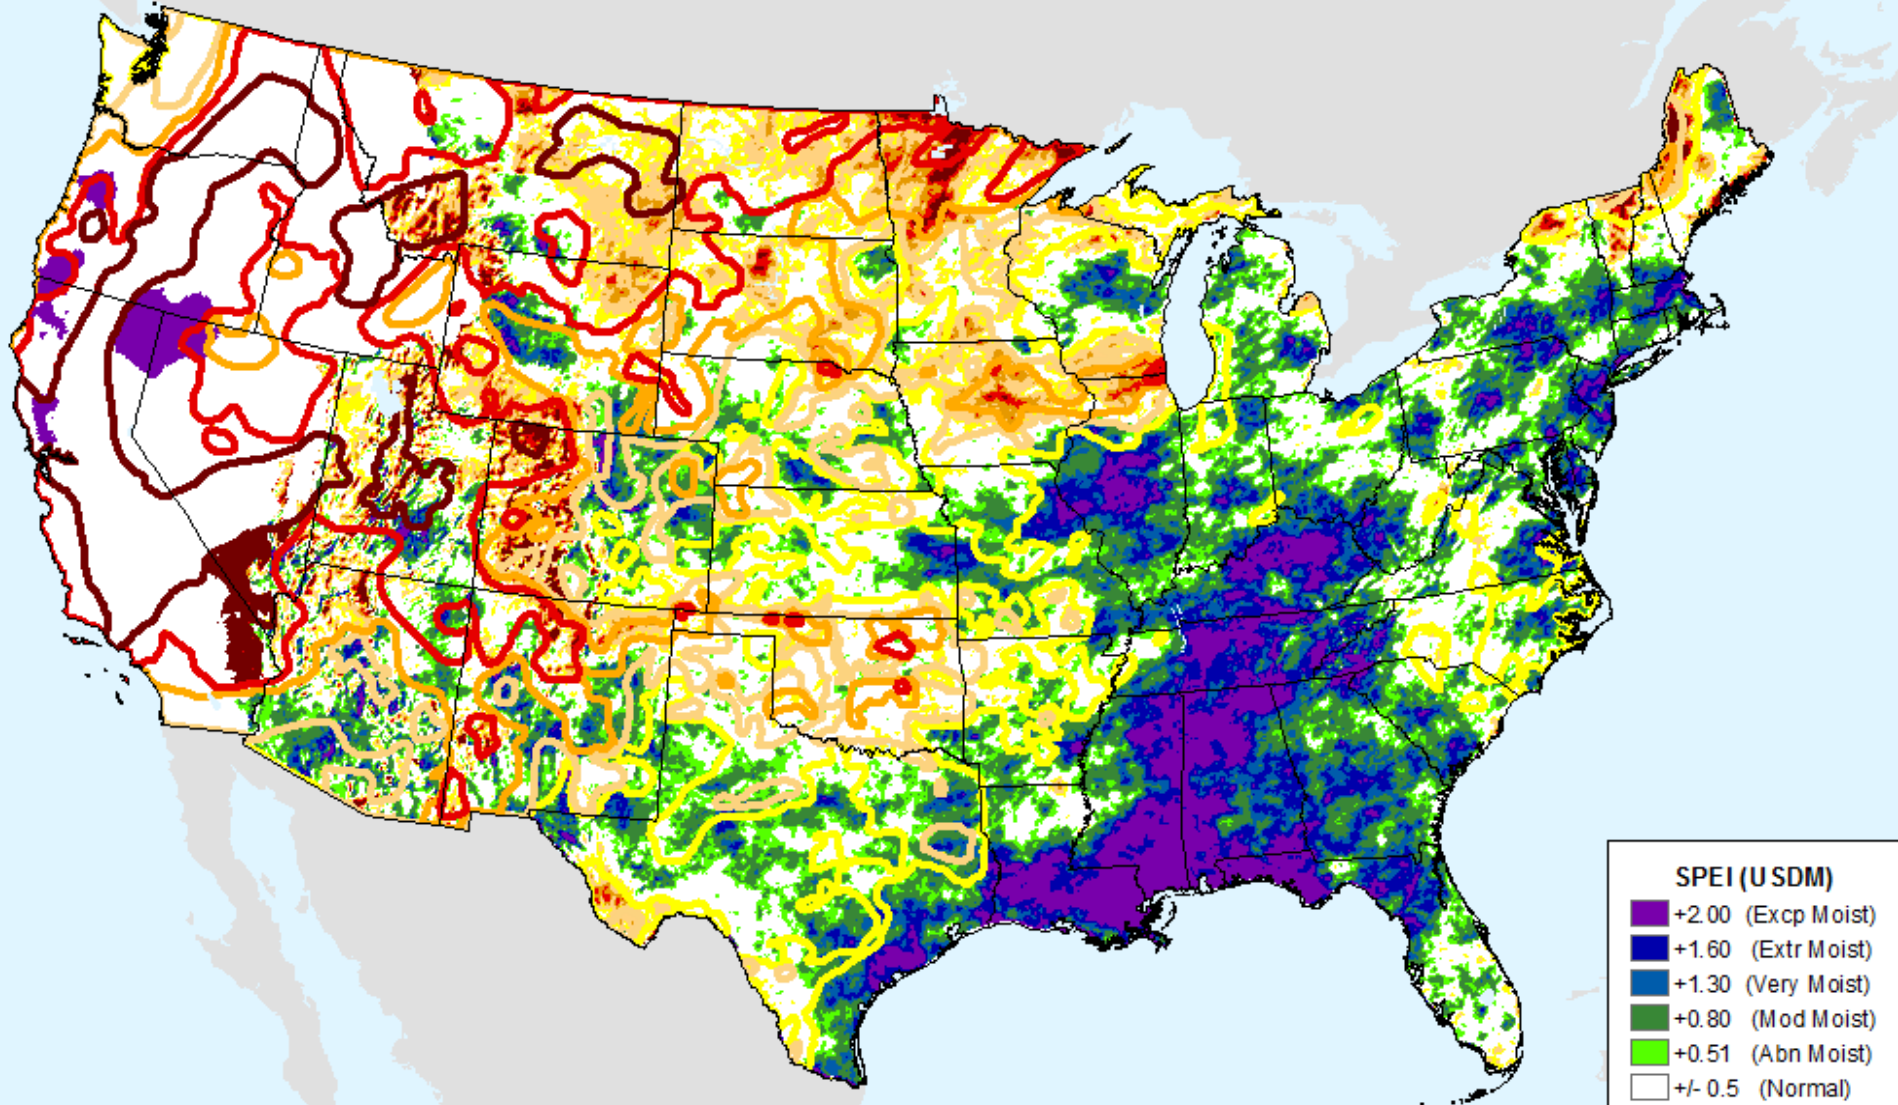 SPEI (USDM)
+2.00 (Excp Moist)
+1.60 (Extr Moist)
+1.30 (Very Moist)
+0.80 (Mod Moist)
+0.51 (Abn Moist)
+/- 0.5 (Normal)